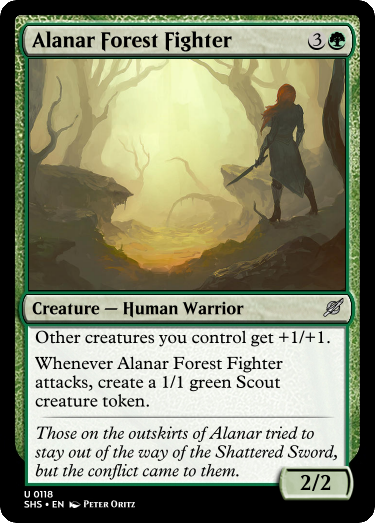 Alanar Forest Fighter 3
Creature — Human Warrior
Other creatures you control get +1/+1.
Whenever Alanar Forest Fighter
attacks, create a 1/1 green Scout
creature token.
Those on the outskirts of Alanar tried to
stay out of the way of the Shattered Sword,
but the conflict came to them.
2/2
U 0118
SHS • EN Peter Oritz